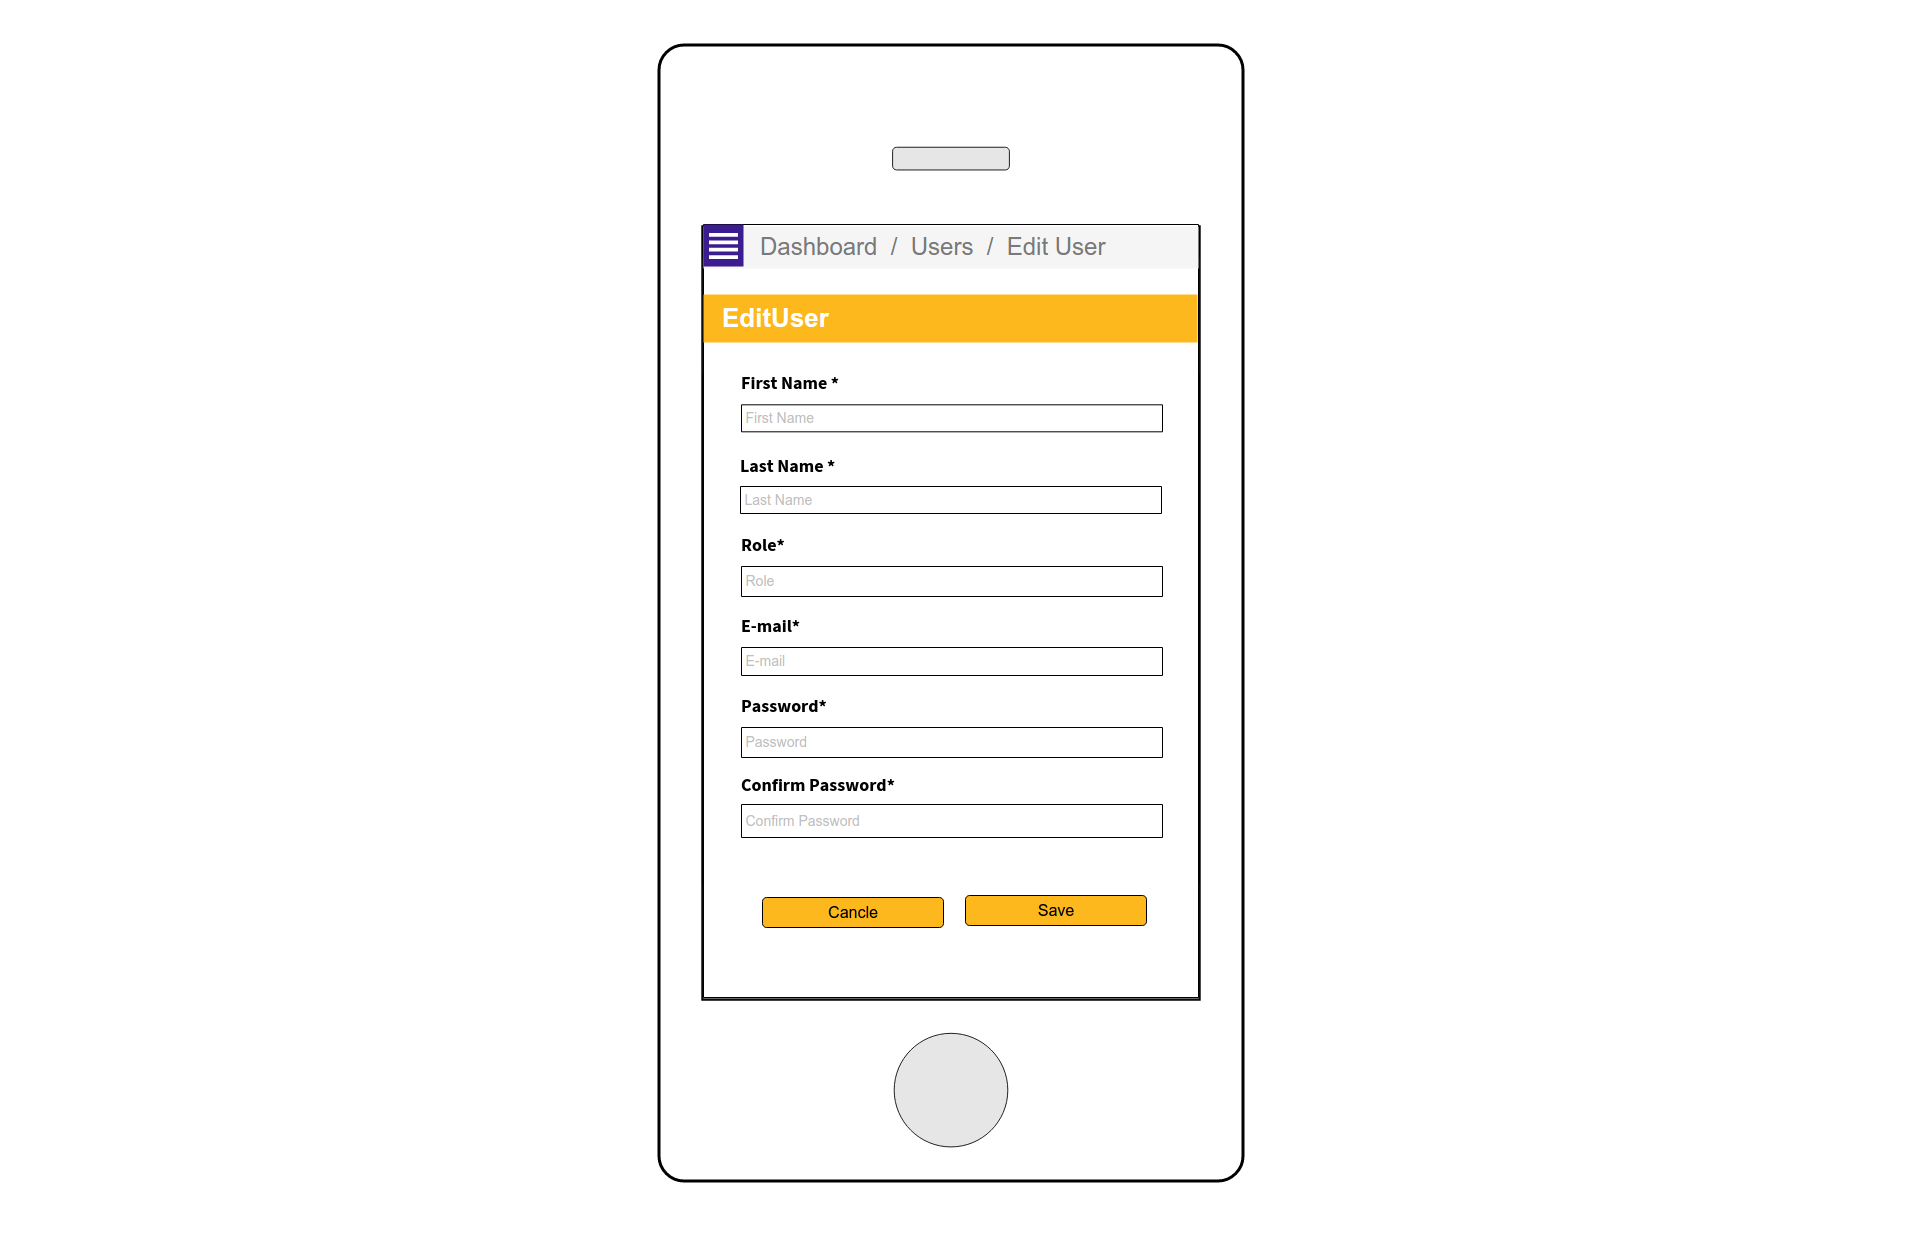 Dashboard / Users / Edit User
EditUser
First Name *
First Name
Last Name *
Last Name
Role*
Role
E-mail*
E-mail
Password*
Password
Confirm Password*
Confirm Password
Cancle
Save